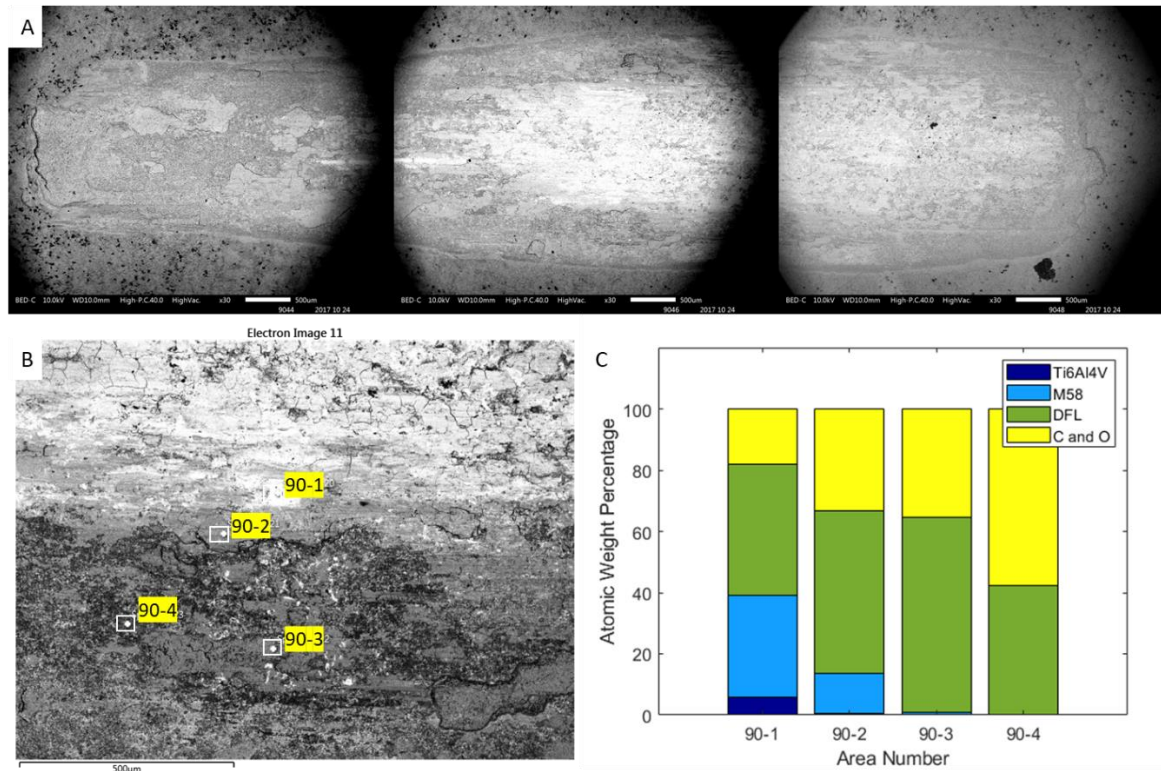 A
BED-C 10.0kV WD10.0mm High-P.C.40.0 HighVac. x30 500um
9044 2017 10 24
BED-C 10.0kV WD10.0mm High-P.C.40.0 HighVac. x30 500um
9046 2017 10 24
BED-C 10.0kV WD10.0mm High-P.C.40.0 HighVac. x30 500um
9048 2017 10 24
Electron Image 11
B
90-1
90-2
90-4
90-3
500µm
C
Ti6Al4V
M58
DFL
C and O
100
80
60
40
20
0
Atomic Weight Percentage
90-1
90-2
90-3
90-4
Area Number